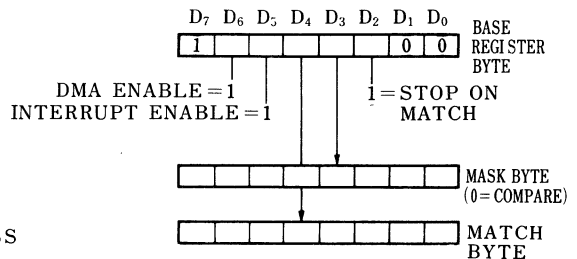 D7 D6 D5 D4 D3 D2 D1 D0
1 0 0
BASE
REGISTER
BYTE
DMA ENABLE=1
INTERRUPT ENABLE=1
1=STOP ON
MATCH
MASK BYTE
(0=COMPARE)
MATCH
BYTE